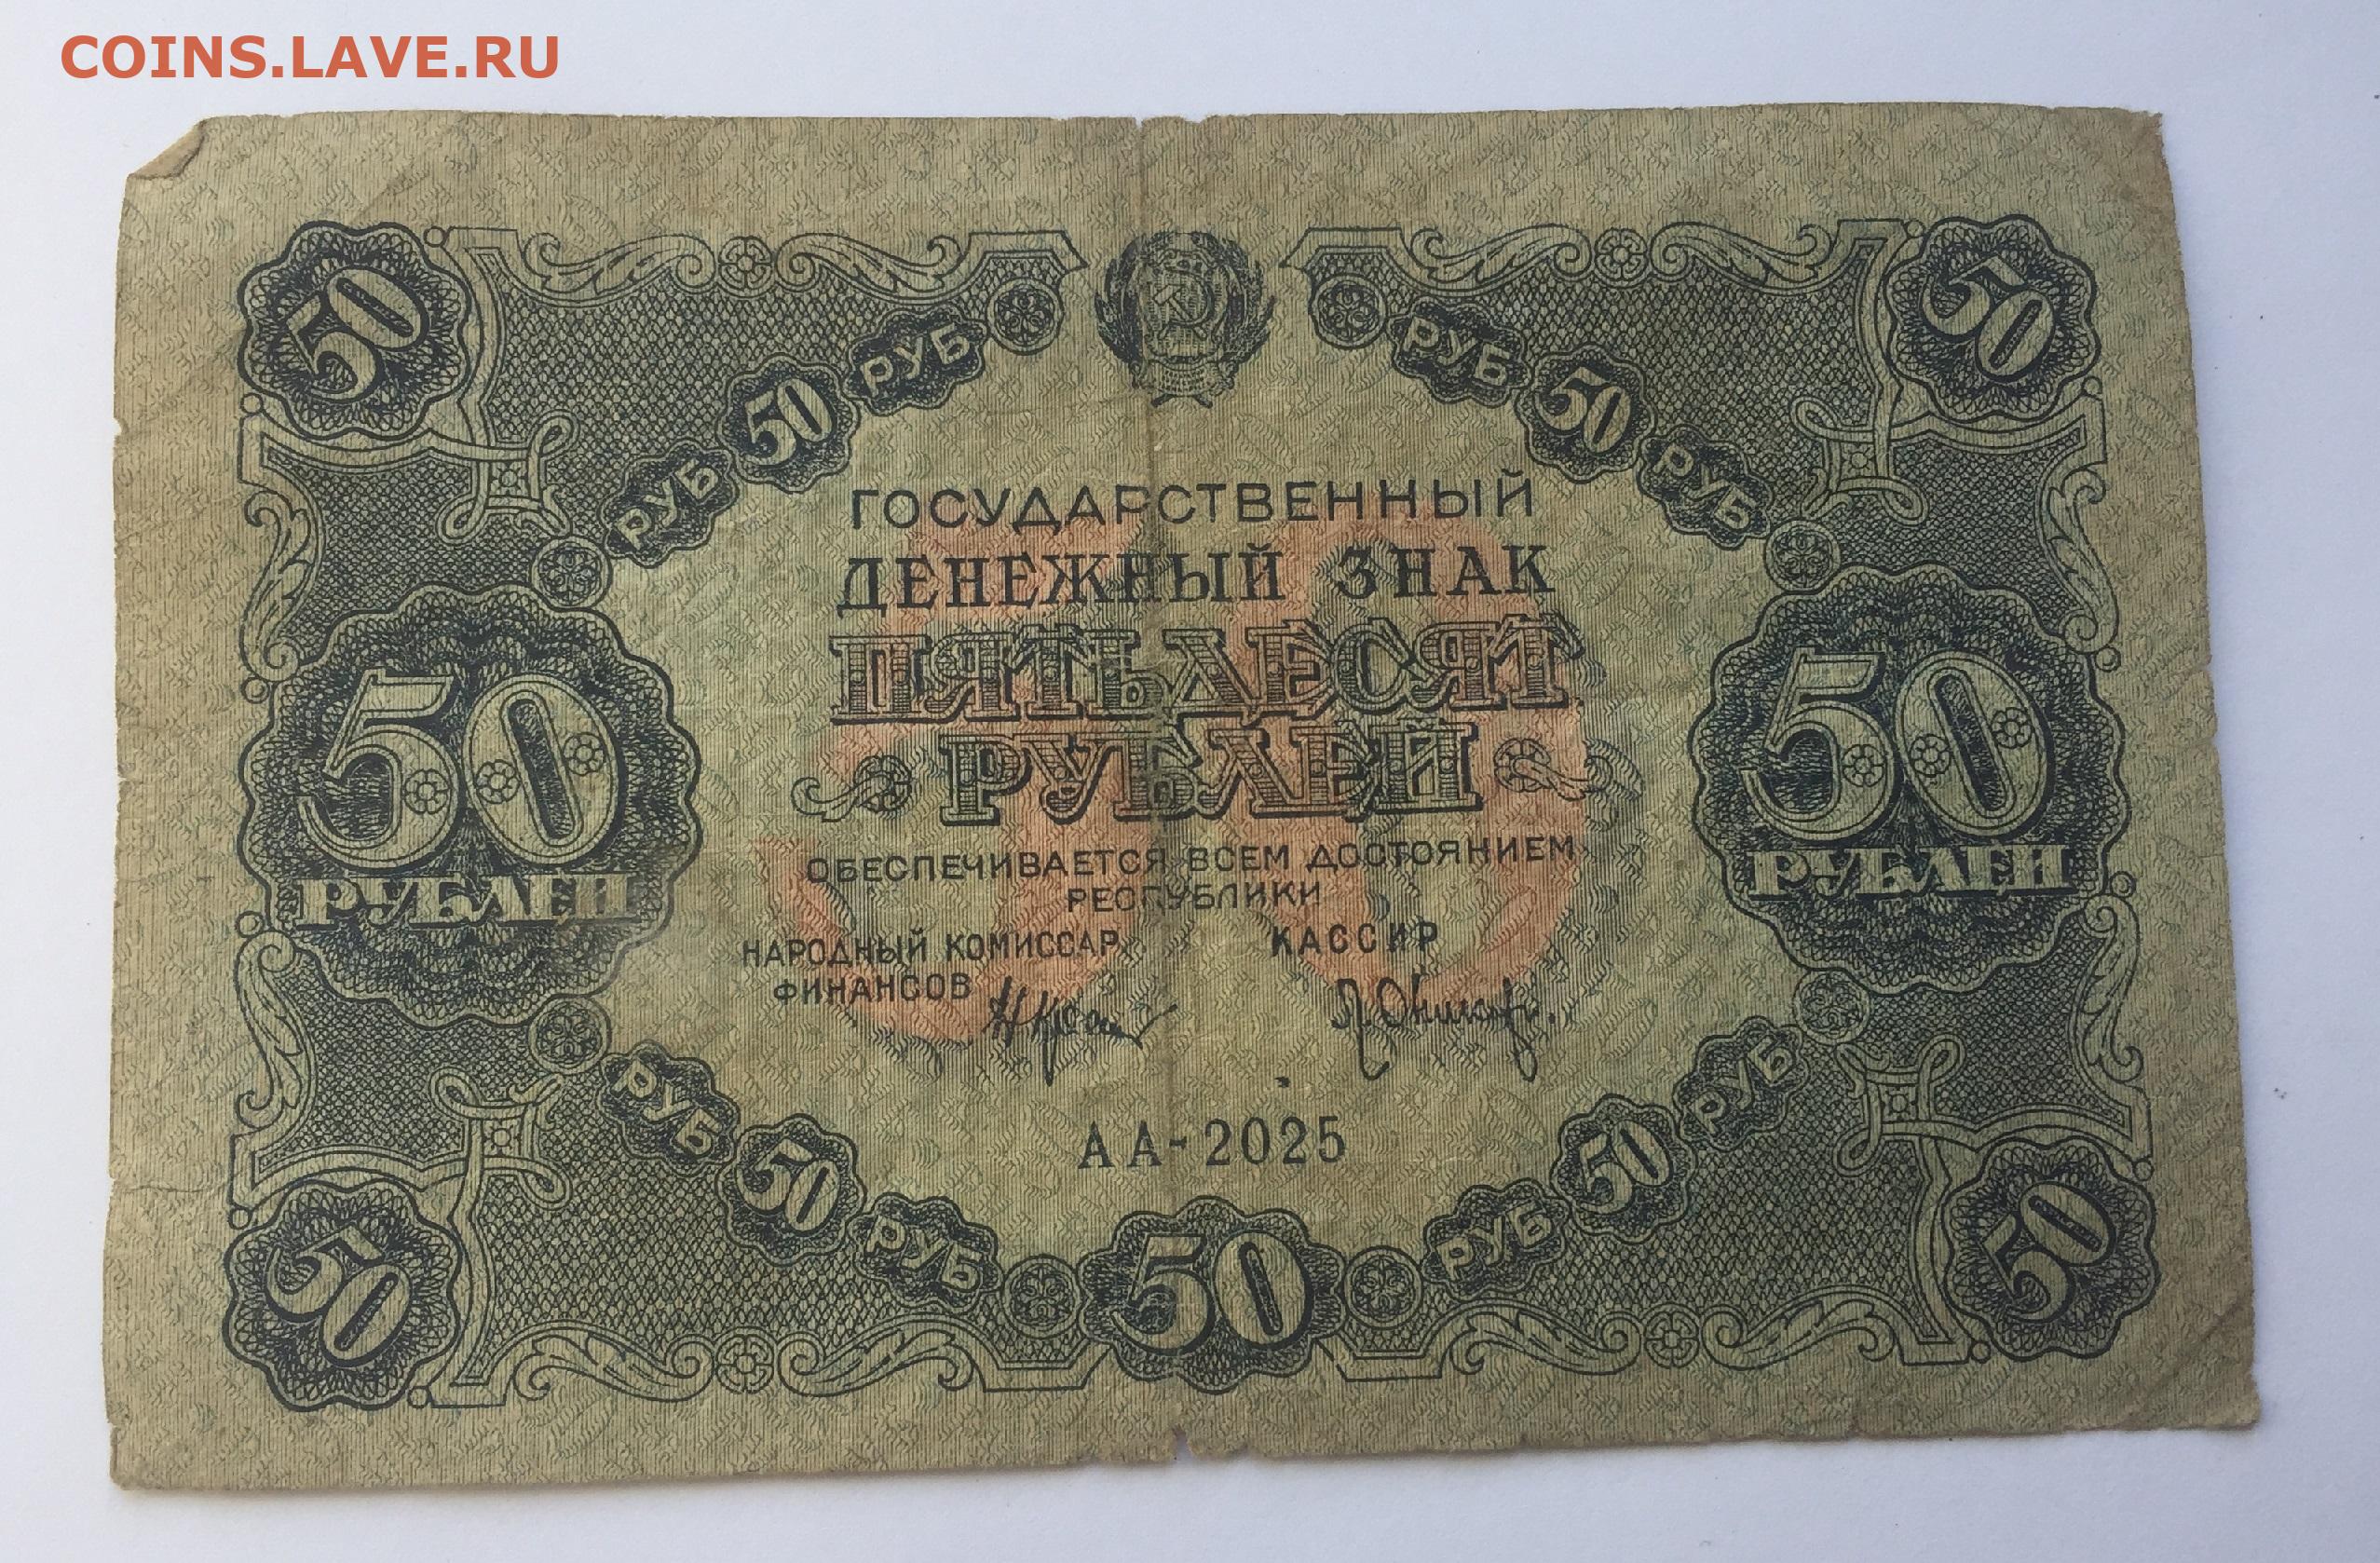 COINS.LAVE.RU
50 50
РУБ 50 РУБ РУБ 50 РУБ
ГОСУДАРСТВЕННЫЙ
ДЕНЕЖНЫЙ ЗНАК
ПЯТЬДЕСЯТ
РУБЛЕЙ
50 РУБЛЕЙ
50 РУБЛЕЙ
ОБЕСПЕЧИВАЕТСЯ ВСЕМ ДОСТОЯНИЕМ
РЕСПУБЛИКИ
НАРОДНЫЙ КОМИССАР
ФИНАНСОВ
КАССИР
АА-2025
РУБ 50 РУБ 50 РУБ 50 РУБ
50 50